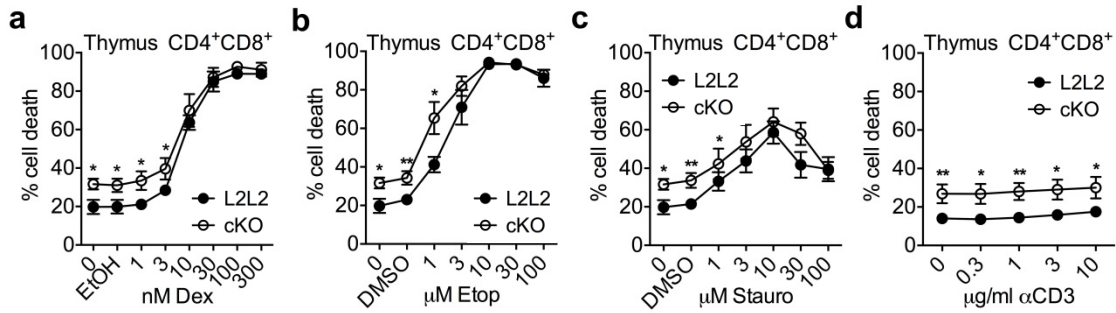 a
Thymus CD4+CD8+
% cell death
100
80
60
40
20
0
* * * *
L2L2
cKO
0 EtOH 1 3 10 30 100 300
nM Dex
b
Thymus CD4+CD8+
% cell death
100
80
60
40
20
0
* ** *
L2L2
cKO
0 DMSO 1 3 10 30 100
μM Etop
c
Thymus CD4+CD8+
% cell death
100
80
60
40
20
0
L2L2
cKO
* ** *
0 DMSO 1 3 10 30 100
μM Stauro
d
Thymus CD4+CD8+
% cell death
100
80
60
40
20
0
L2L2
cKO
** * ** * *
0 0.3 1 3 10
μg/ml αCD3